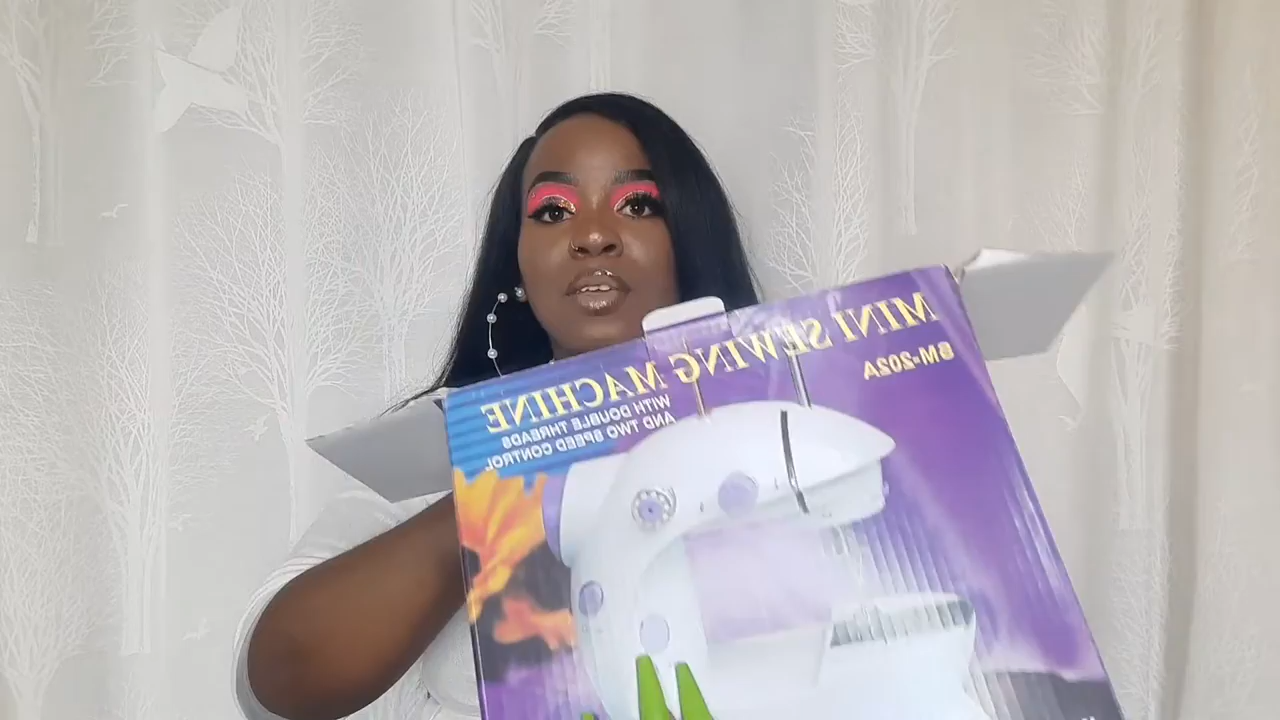 MINI SEWING MACHINE
SM-202A
WITH DOUBLE THREADS
AND TWO SPEED CONTROL